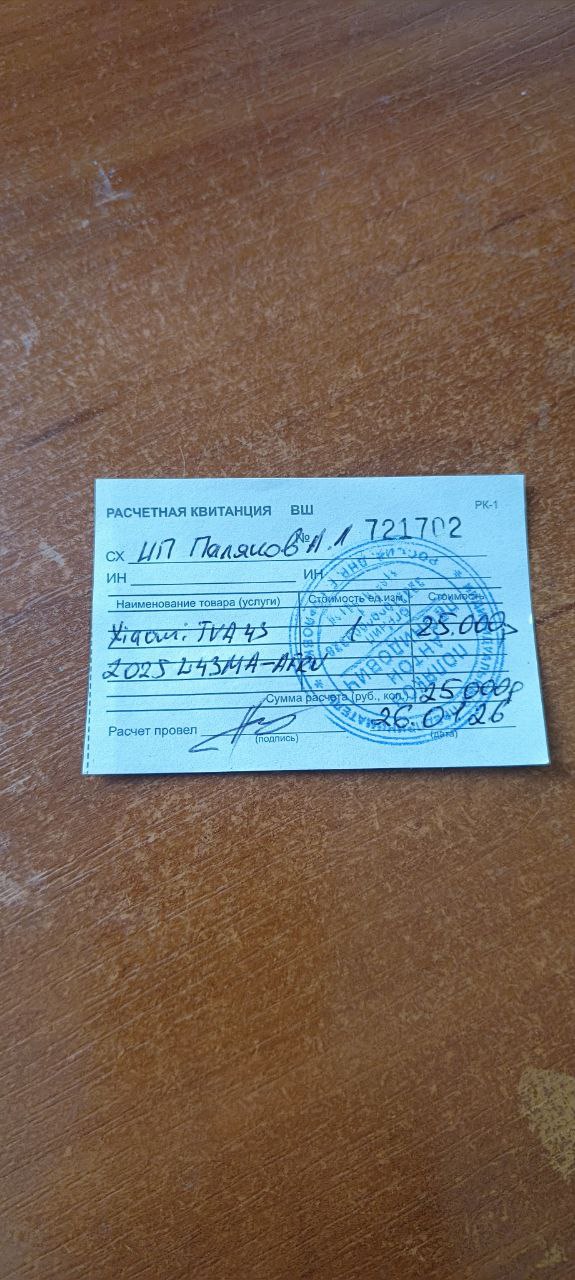 РАСЧЕТНАЯ КВИТАНЦИЯ ВШ
РК-1
№ 721702
СХ ИП Паляков А.Л
ИН ИН
Наименование товара (услуги) Стоимость ед.изм. Стоимость
Xiaomi TVA 43 1 25.000р
2025 L43MA-
Сумма расчета (руб., коп.) 25000р
Расчет провел 26.01.26
(подпись) (дата)